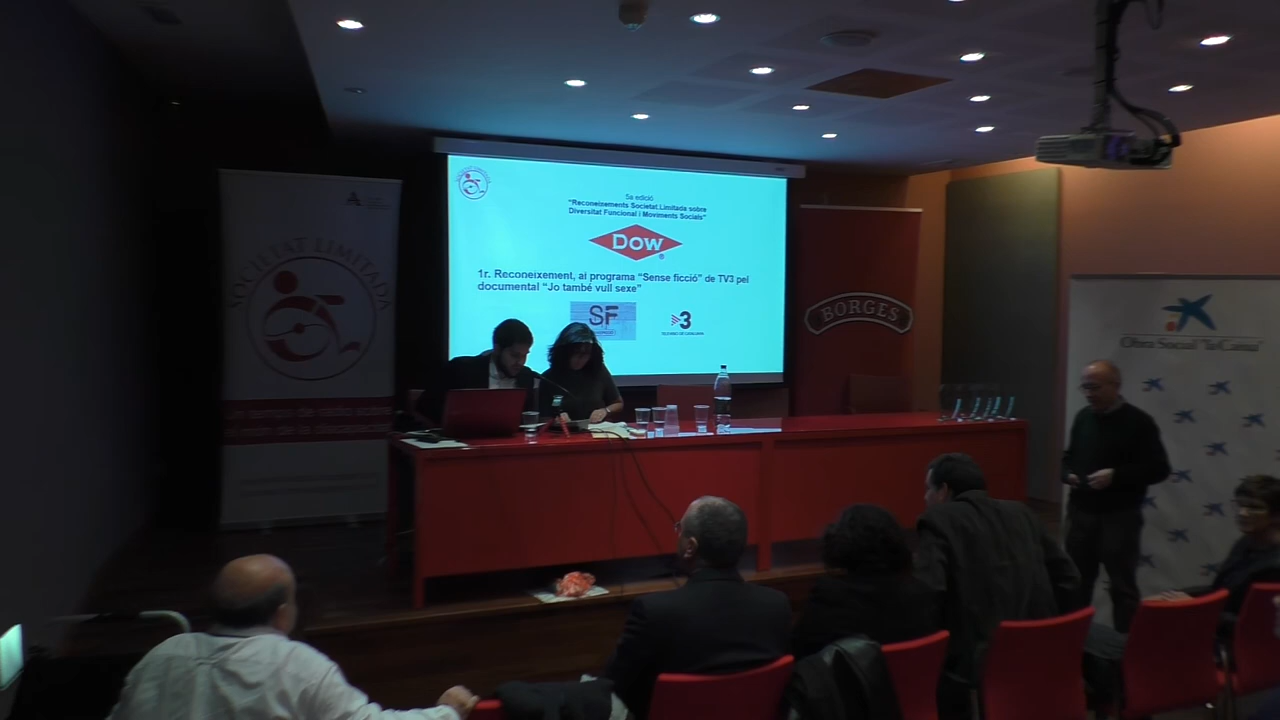 5a edició
"Reconeixements Societat Limitada sobre
Diversitat Funcional i Moviments Socials"
Dow
1r. Reconeixement, al programa "Sense ficció" de TV3 pel
documental "Jo també vull sexe"
SF
3
SOCIETAT LIMITADA
BORGES
Obra Social "la Caixa"